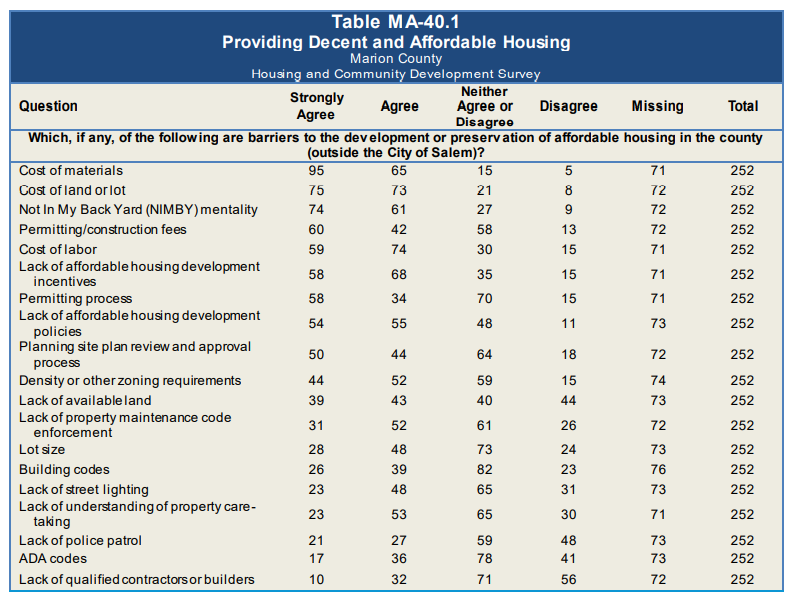 Table MA-40.1
Providing Decent and Affordable Housing
Marion County
Housing and Community Development Survey
Question Strongly Agree Agree Neither Agree or Disagree Disagree Missing Total
Which, if any, of the following are barriers to the development or preservation of affordable housing in the county
(outside the City of Salem)?
Cost of materials 95 65 15 5 71 252
Cost of land or lot 75 73 21 8 72 252
Not In My Back Yard (NIMBY) mentality 74 61 27 9 72 252
Permitting/construction fees 60 42 58 13 72 252
Cost of labor 59 74 30 15 71 252
Lack of affordable housing development
incentives 58 68 35 15 71 252
Permitting process 58 34 70 15 71 252
Lack of affordable housing development
policies 54 55 48 11 73 252
Planning site plan review and approval
process 50 44 64 18 72 252
Density or other zoning requirements 44 52 59 15 74 252
Lack of available land 39 43 40 44 73 252
Lack of property maintenance code
enforcement 31 52 61 26 72 252
Lot size 28 48 73 24 73 252
Building codes 26 39 82 23 76 252
Lack of street lighting 23 48 65 31 73 252
Lack of understanding of property care-
taking 23 53 65 30 71 252
Lack of police patrol 21 27 59 48 73 252
ADA codes 17 36 78 41 73 252
Lack of qualified contractors or builders 10 32 71 56 72 252